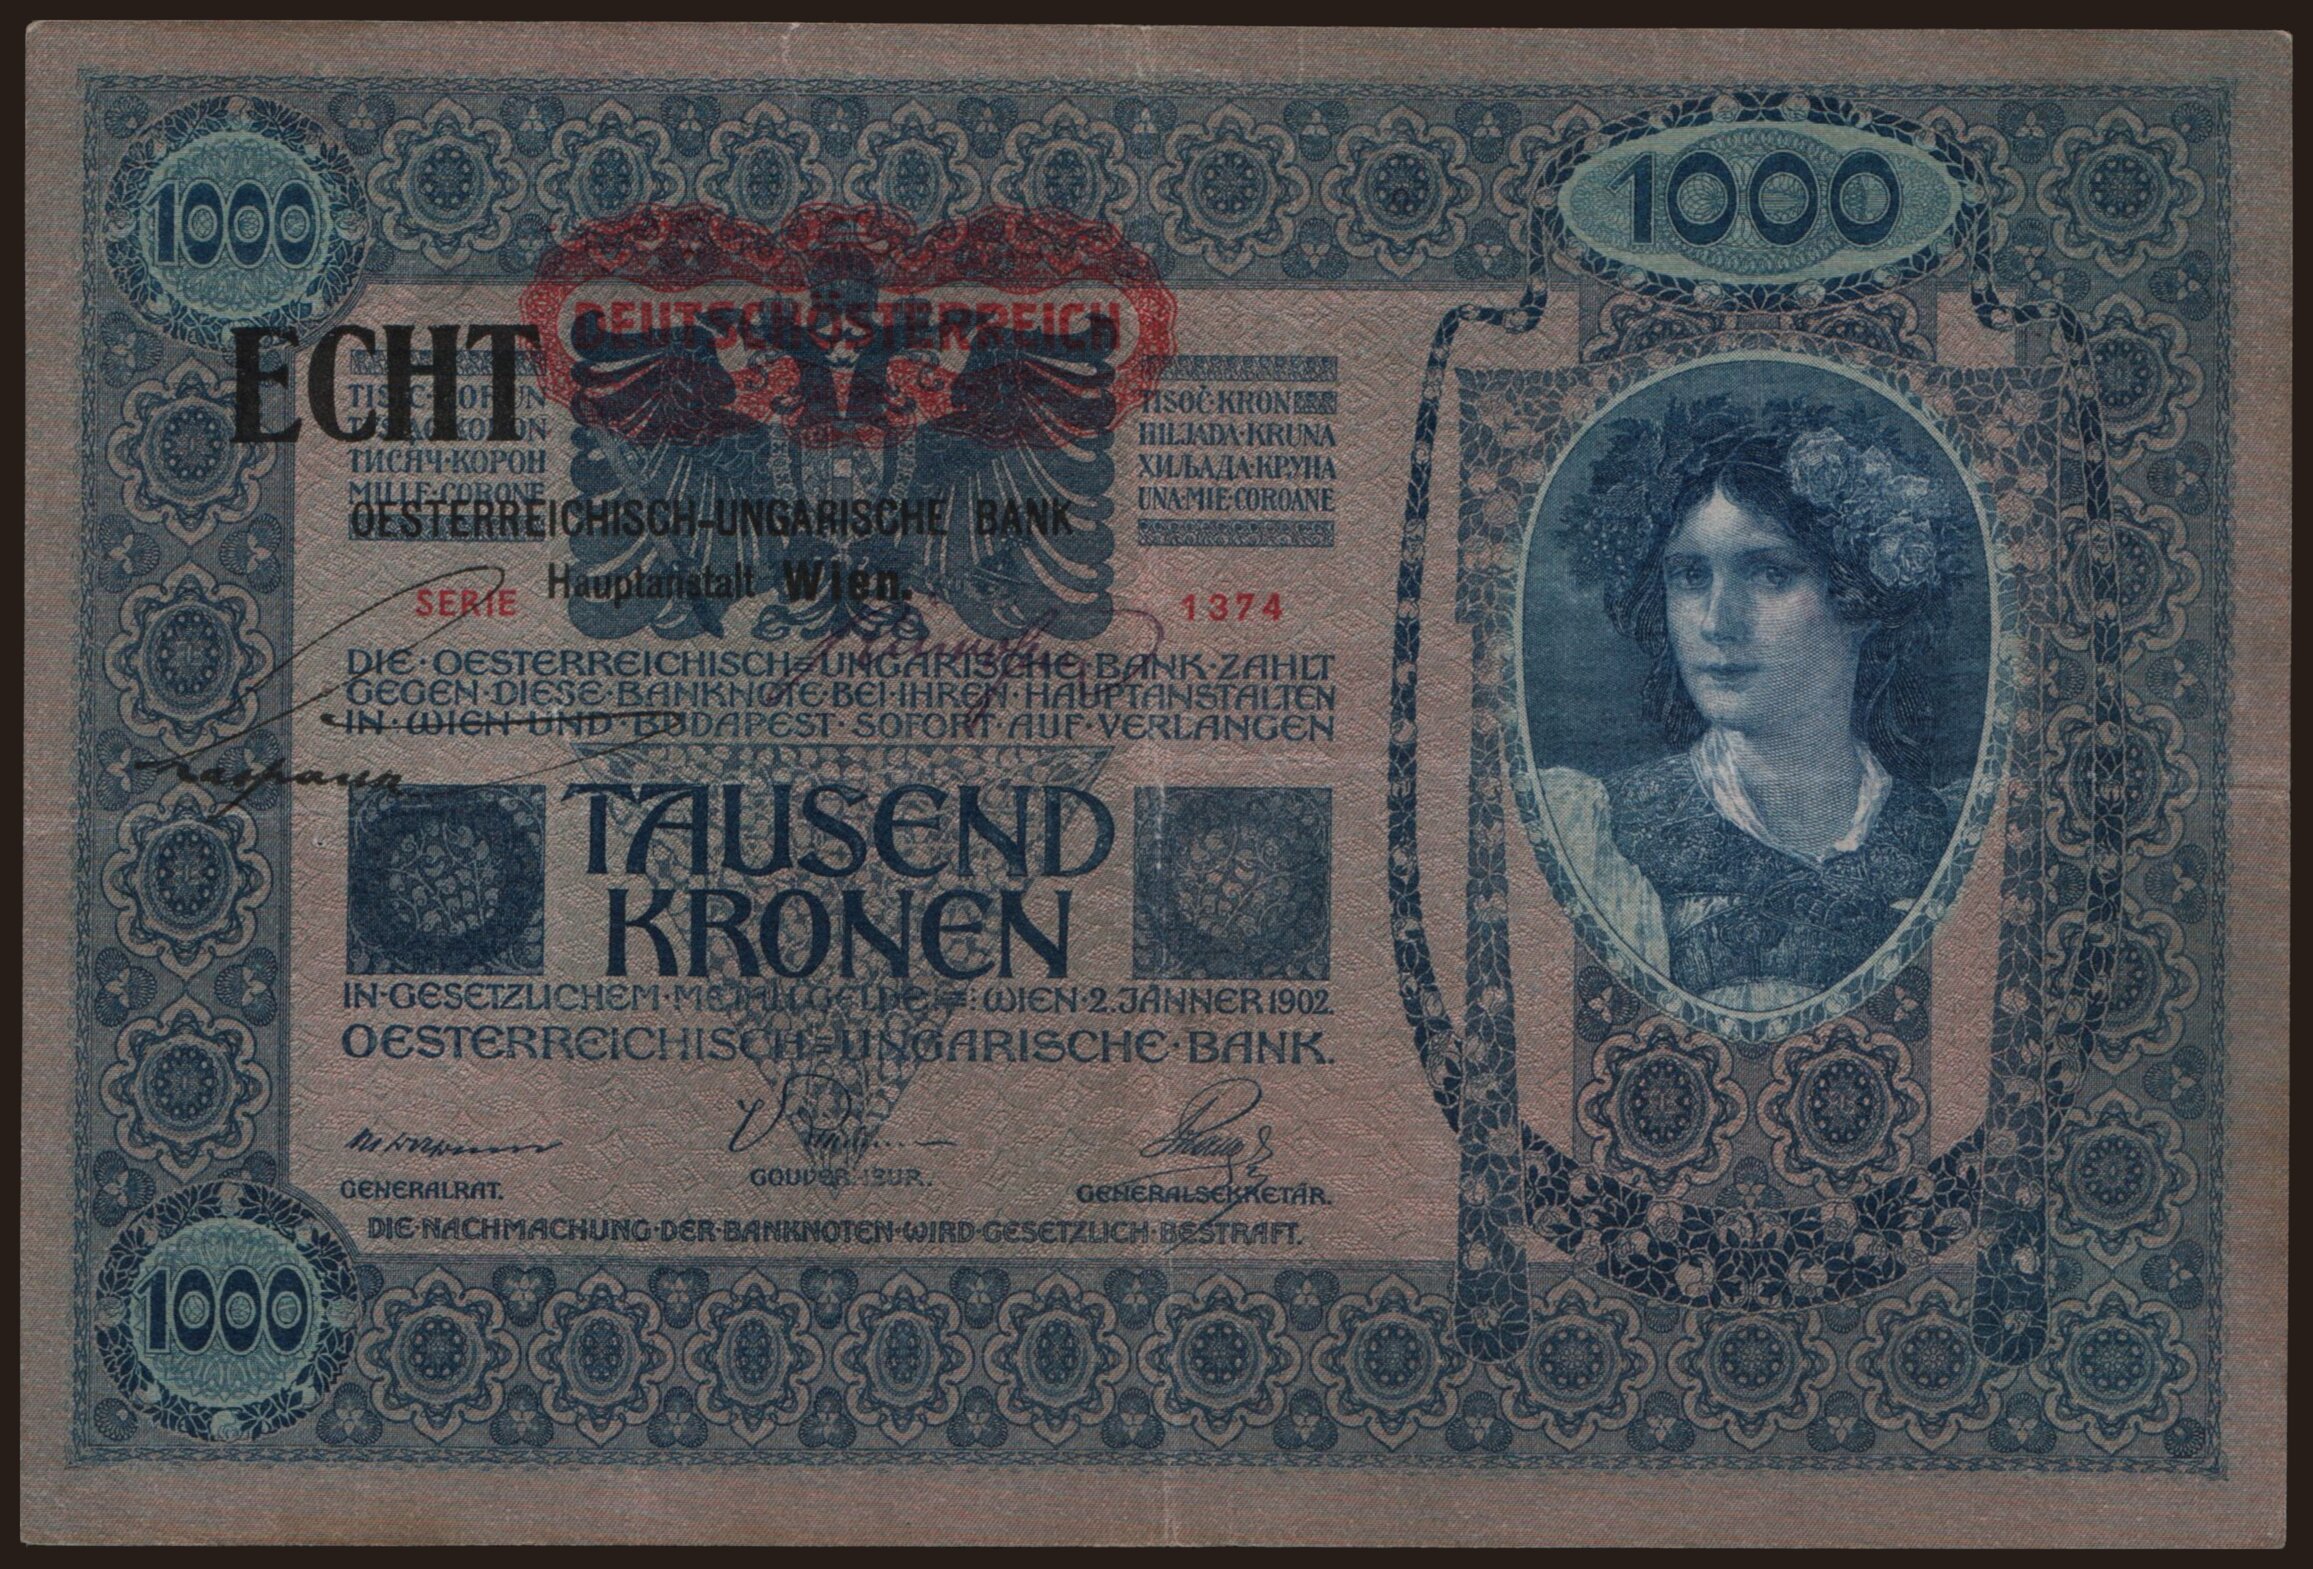 1000
1000
DEUTSCHÖSTERREICH
ECHT
TISÍC·KORUN
TYSIĄC·KORON
ТИСЯЧ·КОРОН
MILLE·CORONE
TISOČ·KRON
HILJADA·KRUNA
ХИЉАДА·КРУНА
UNA·MIE·COROANE
OESTERREICHISCH-UNGARISCHE BANK
Hauptanstalt Wien.
SERIE 1374
DIE·OESTERREICHISCH=UNGARISCHE·BANK·ZAHLT
GEGEN·DIESE·BANKNOTE·BEI·IHREN·HAUPTANSTALTEN
IN·WIEN·UND·BUDAPEST·SOFORT·AUF·VERLANGEN
TAUSEND
KRONEN
IN·GESETZLICHEM·METALLGELDE=:WIEN·2.JÄNNER 1902.
OESTERREICHISCH=UNGARISCHE·BANK.
GENERALRAT.
GOUVERNEUR.
GENERALSEKRETÄR.
DIE·NACHMACHUNG·DER·BANKNOTEN·WIRD·GESETZLICH·BESTRAFT.
1000